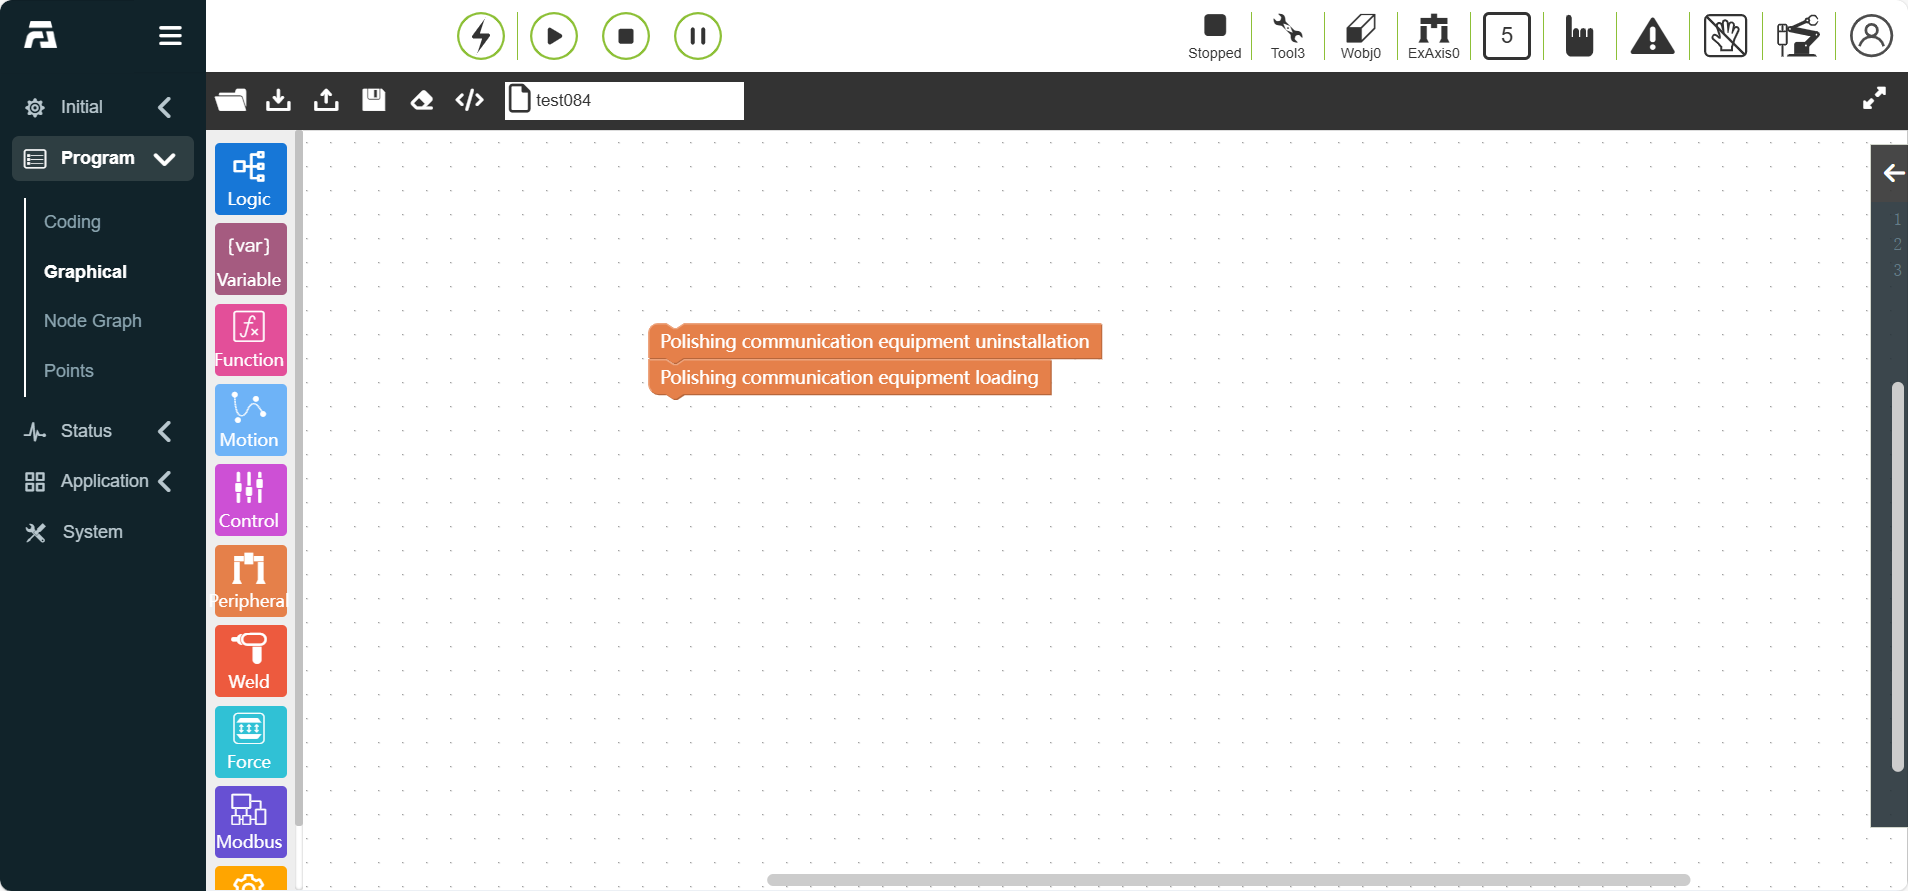 Stopped
Tool3
Wobj0
ExAxis0
5
Initial
Program
Coding
Graphical
Node Graph
Points
Status
Application
System
test084
Logic
{var}
Variable
fx
Function
Motion
Control
Peripheral
Weld
Force
Modbus
Polishing communication equipment uninstallation
Polishing communication equipment loading
1
2
3